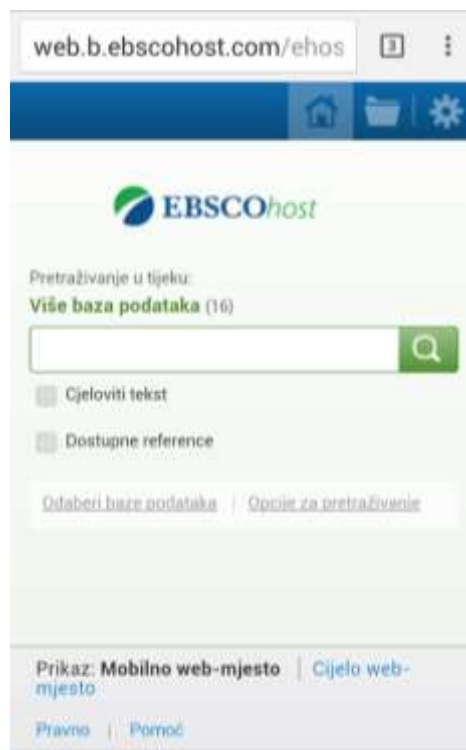 web.b.ebscohost.com/ehos 3
EBSCOhost
Pretraživanje u tijeku:
Više baza podataka (16)
Cjeloviti tekst
Dostupne reference
Odaberi baze podataka | Opcije za pretraživanje
Prikaz: Mobilno web-mjesto | Cijelo web-
mjesto
Pravno | Pomoć